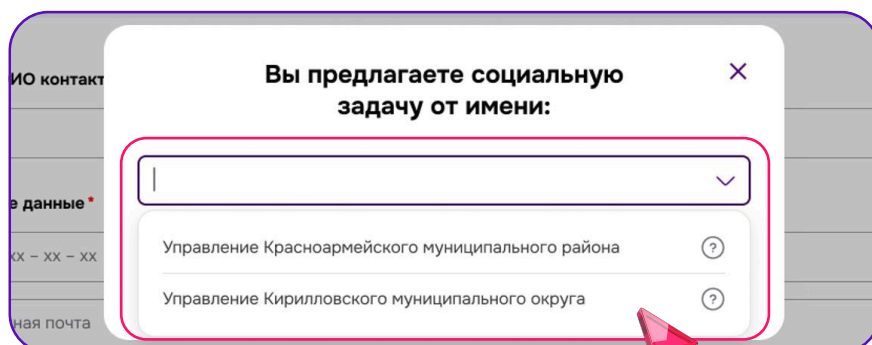 Вы предлагаете социальную
задачу от имени:
ИО контакт
е данные *
Управление Красноармейского муниципального района ?
хх – хх – хх
Управление Кирилловского муниципального округа ?
ная почта